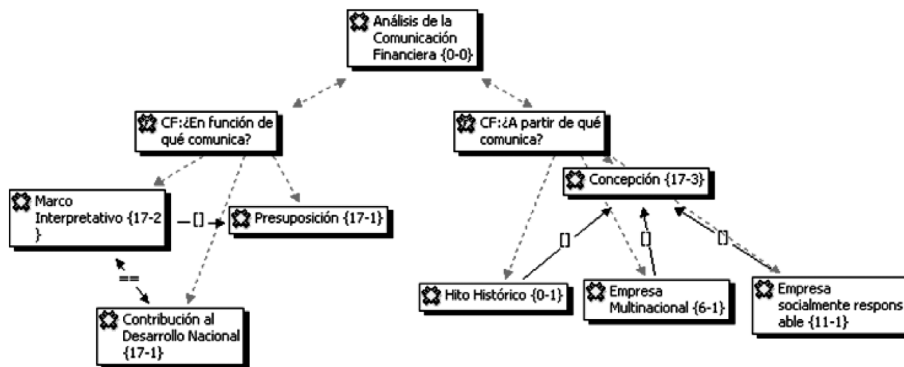 Análisis de la
Comunicación
Financiera {0-0}
CF:¿En función de
qué comunica?
CF:¿A partir de qué
comunica?
Concepción {17-3}
Marco
Interpretativo {17-2
}
[]
Presuposición {17-1}
[]
[]
[]
==
Hito Histórico {0-1}
Empresa
Multinacional {6-1}
Empresa
socialmente respons
able {11-1}
Contribución al
Desarrollo Nacional
{17-1}